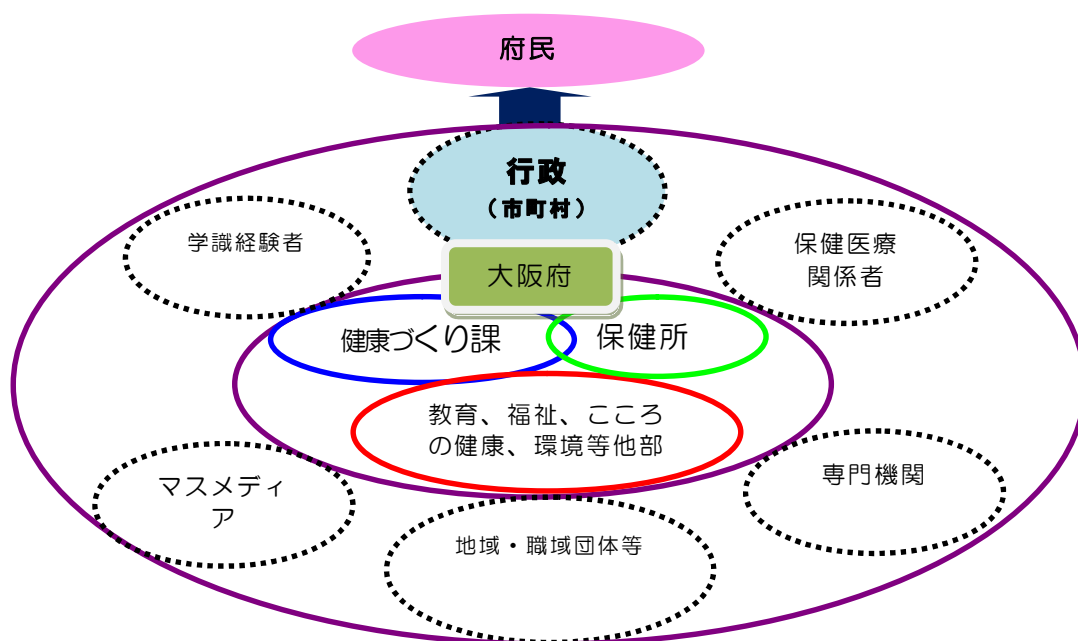 府民
行政
（市町村）
学識経験者
保健医療
関係者
大阪府
健康づくり課
保健所
教育、福祉、こころ
の健康、環境等他部
マスメディ
ア
専門機関
地域・職域団体等